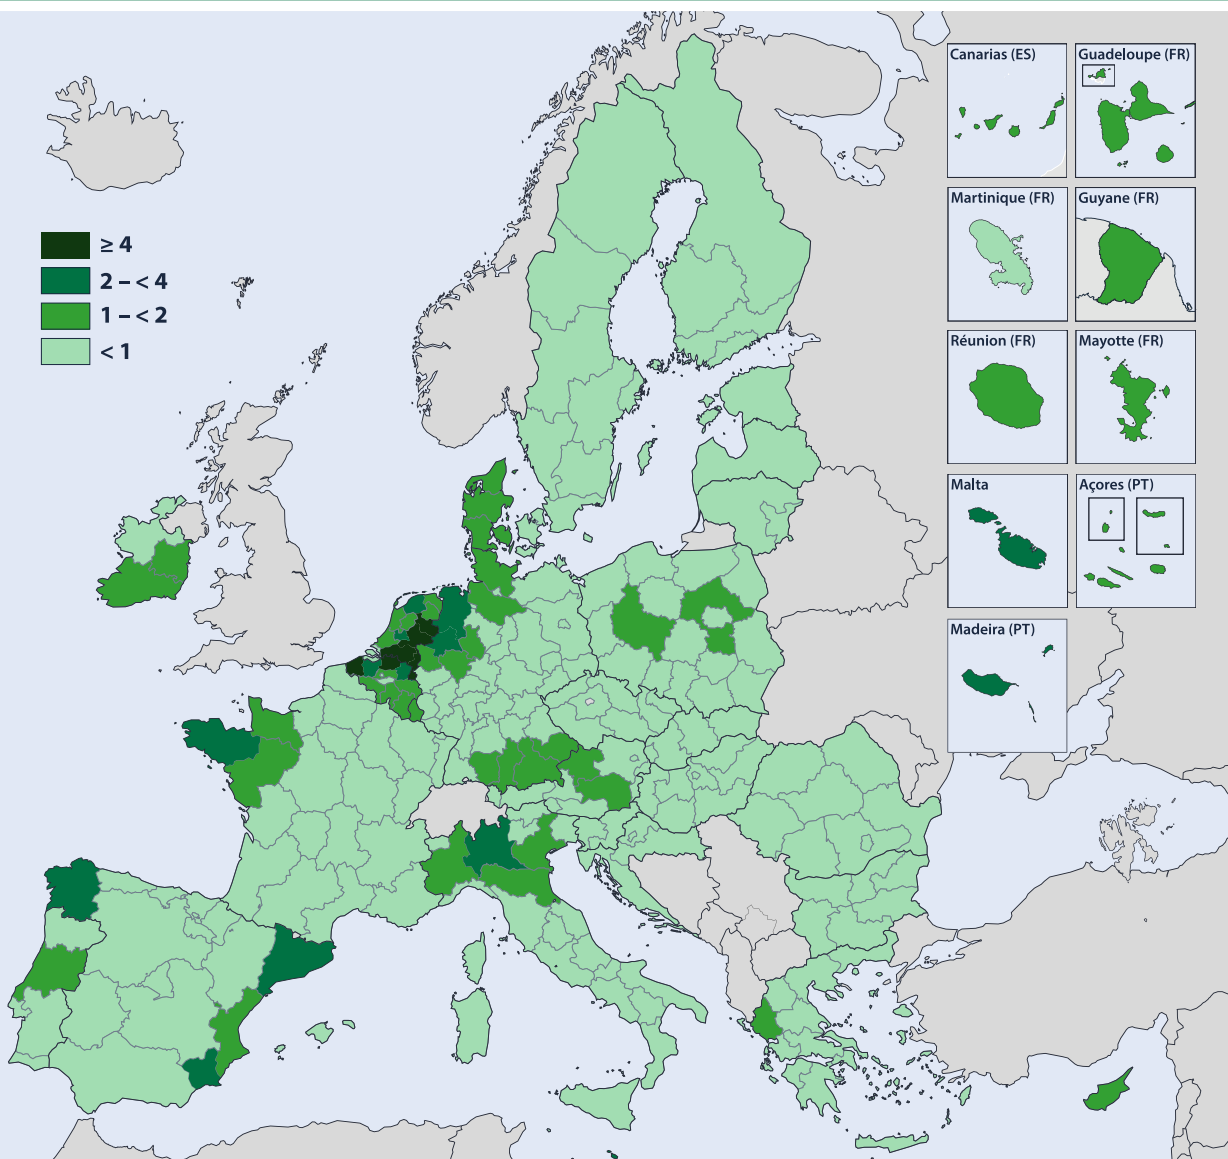 ≥ 4
2 – < 4
1 – < 2
< 1
Canarias (ES)
Guadeloupe (FR)
Martinique (FR)
Guyane (FR)
Réunion (FR)
Mayotte (FR)
Malta
Açores (PT)
Madeira (PT)